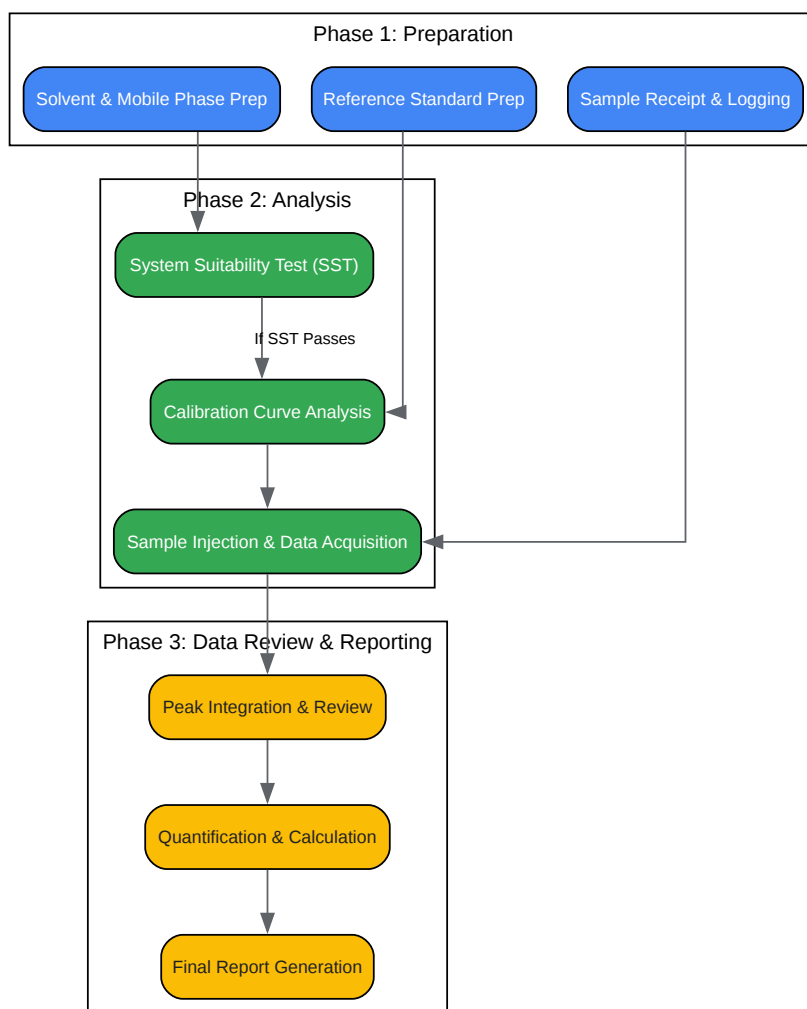 Phase 1: Preparation
Solvent & Mobile Phase Prep
Reference Standard Prep
Sample Receipt & Logging
Phase 2: Analysis
System Suitability Test (SST)
If SST Passes
Calibration Curve Analysis
Sample Injection & Data Acquisition
Phase 3: Data Review & Reporting
Peak Integration & Review
Quantification & Calculation
Final Report Generation